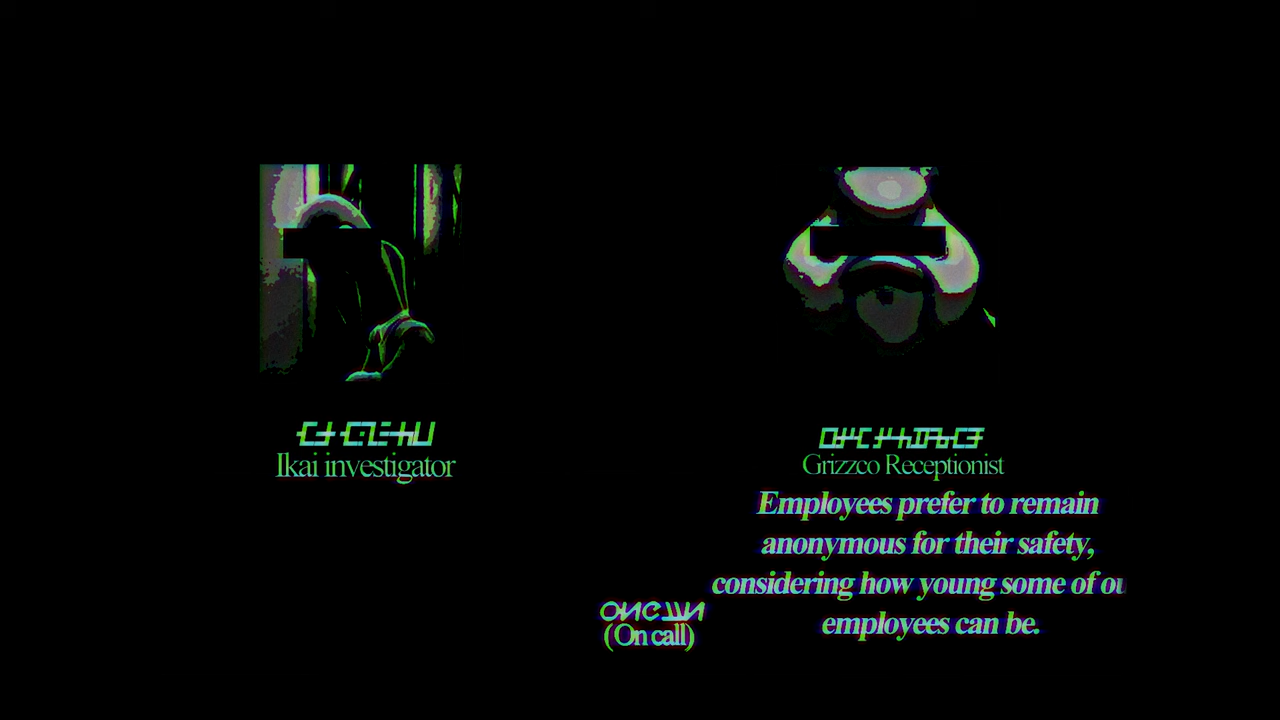 Ikai investigator
Grizzco Receptionist
Employees prefer to remain
anonymous for their safety,
considering how young some of ou
employees can be.
(On call)